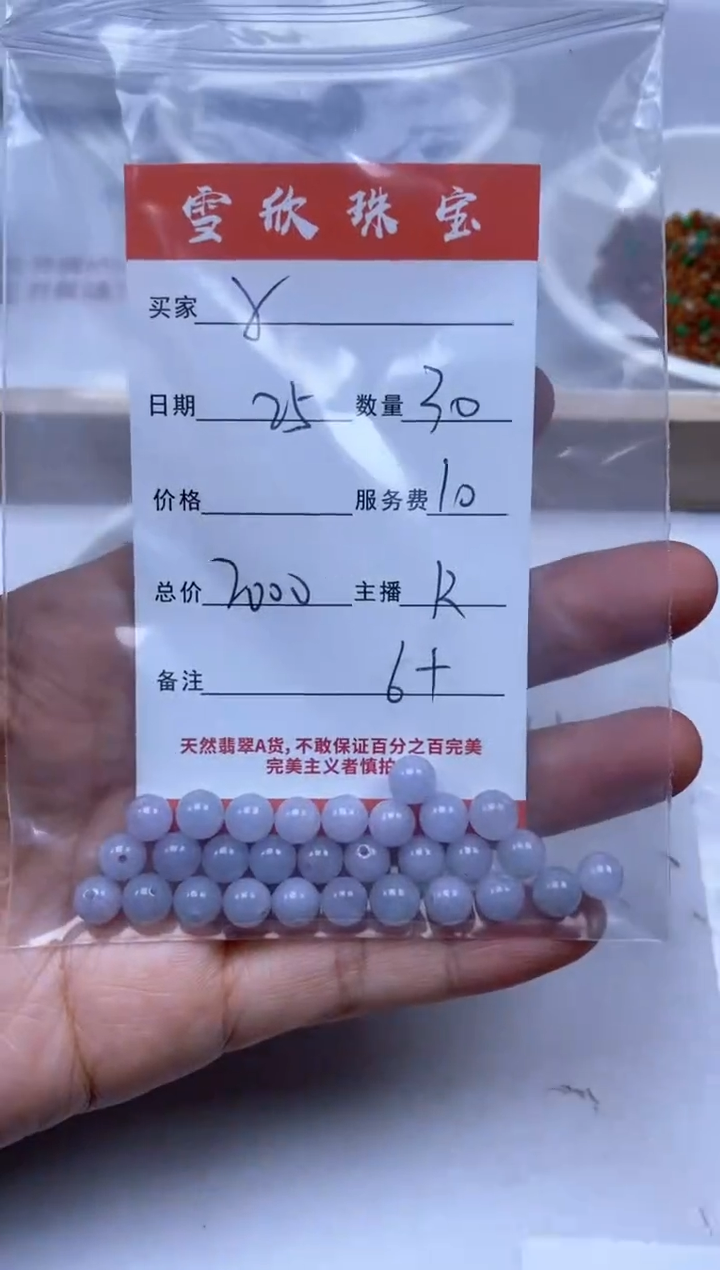 雪欣珠宝
买家 γ
日期 25 数量 30
价格 服务费 10
总价 2000 主播 R
备注 6+
天然翡翠A货,不敢保证百分之百完美
完美主义者慎拍